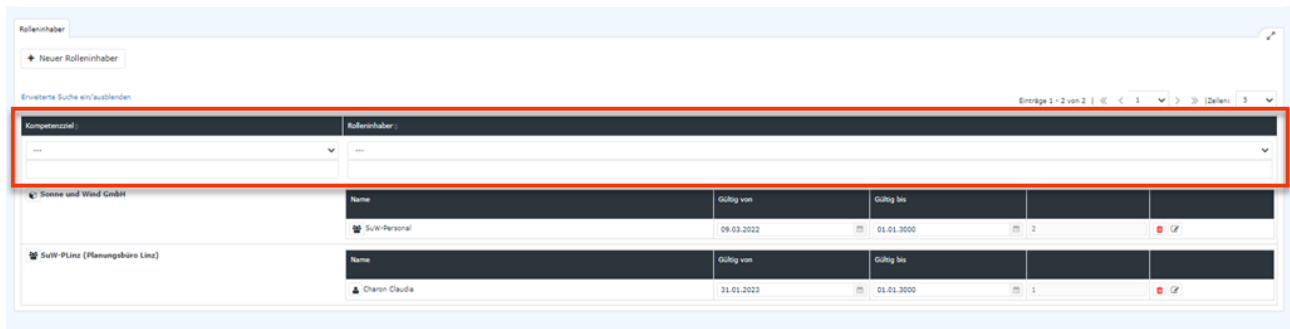 Rolleninhaber
+ Neuer Rolleninhaber
Erweiterte Suche ein/ausblenden
Einträge 1 - 2 von 2 | 1 |Zeilen: 5
Kompetenzziel Rolleninhaber
--- ---
Sonne und Wind GmbH
Name Gültig von Gültig bis
SuW-Personal 09.03.2022 01.01.3000 2
SuW-PLinz (Planungsbüro Linz)
Name Gültig von Gültig bis
Charon Claudia 31.01.2023 01.01.3000 1